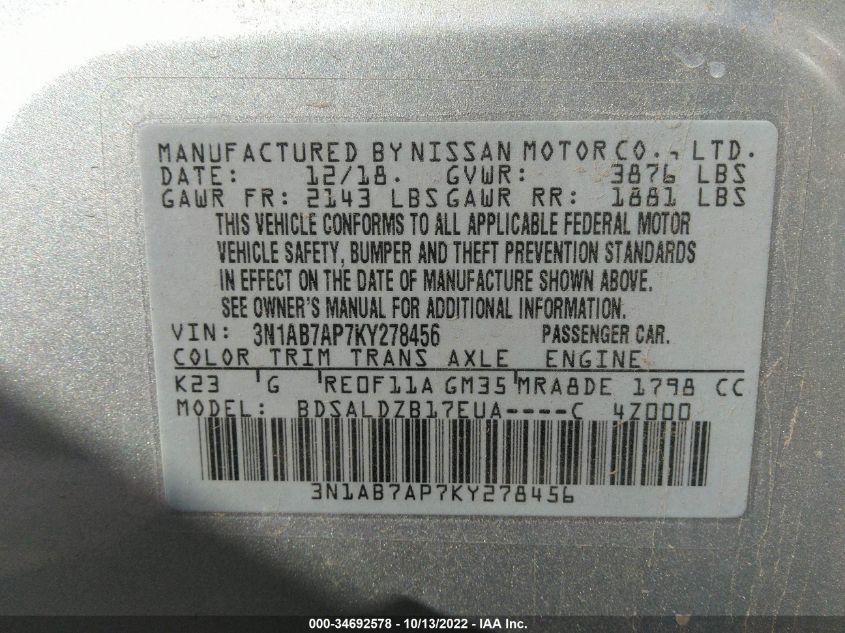 MANUFACTURED BY NISSAN MOTOR CO., LTD.
DATE: 12/18. GVWR: 3876 LBS
GAWR FR: 2143 LBS GAWR RR: 1881 LBS
THIS VEHICLE CONFORMS TO ALL APPLICABLE FEDERAL MOTOR
VEHICLE SAFETY, BUMPER AND THEFT PREVENTION STANDARDS
IN EFFECT ON THE DATE OF MANUFACTURE SHOWN ABOVE.
SEE OWNER'S MANUAL FOR ADDITIONAL INFORMATION.
VIN: 3N1AB7AP7KY278456 PASSENGER CAR.
COLOR TRIM TRANS AXLE ENGINE
K23 G RE0F11A GM35 MRA8DE 1798 CC
MODEL: BDSALDZB17EUA----C 4Z000
3N1AB7AP7KY278456
000-34692578 - 10/13/2022 - IAA Inc.